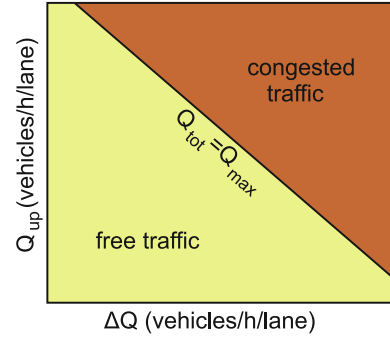 congested
traffic
Q_tot =Q_max
free traffic
Q_up (vehicles/h/lane)
ΔQ (vehicles/h/lane)